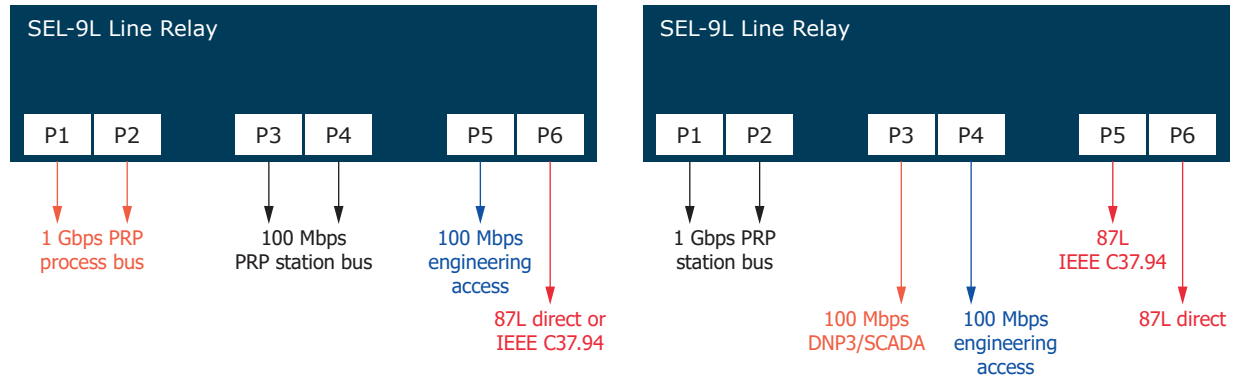 SEL-9L Line Relay
P1 P2 P3 P4 P5 P6
1 Gbps PRP
process bus
100 Mbps
PRP station bus
100 Mbps
engineering
access
87L direct or
IEEE C37.94
SEL-9L Line Relay
P1 P2 P3 P4 P5 P6
1 Gbps PRP
station bus
100 Mbps
DNP3/SCADA
100 Mbps
engineering
access
87L
IEEE C37.94
87L direct